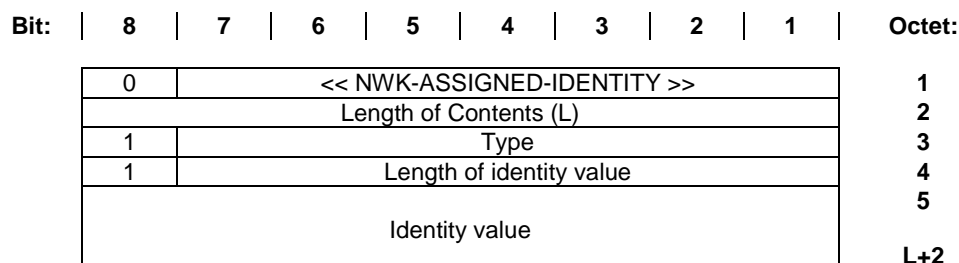 Bit: 8 7 6 5 4 3 2 1 Octet:
0 << NWK-ASSIGNED-IDENTITY >> 1
Length of Contents (L) 2
1 Type 3
1 Length of identity value 4
5
Identity value
L+2